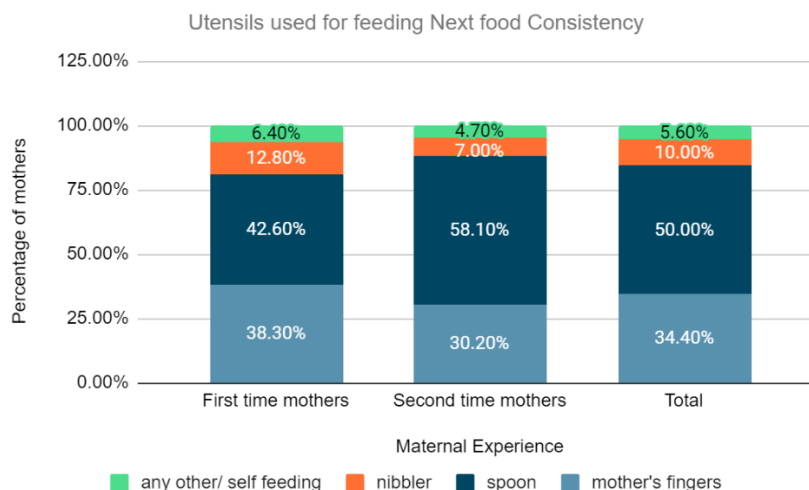 Utensils used for feeding Next food Consistency
125.00%
100.00%
75.00%
50.00%
25.00%
0.00%
Percentage of mothers
6.40%
12.80%
42.60%
38.30%
4.70%
7.00%
58.10%
30.20%
5.60%
10.00%
50.00%
34.40%
First time mothers
Second time mothers
Total
Maternal Experience
any other/ self feeding
nibbler
spoon
mother's fingers